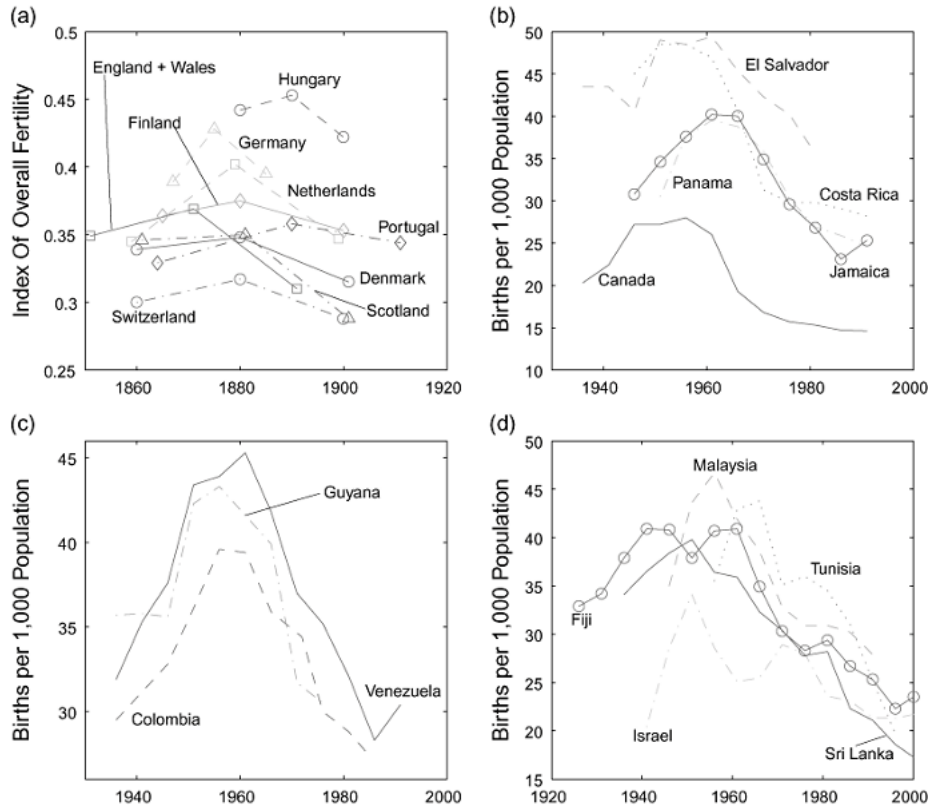 (a)
Index Of Overall Fertility
0.5
0.45
0.4
0.35
0.3
0.25
1860
1880
1900
1920
England + Wales
Hungary
Finland
Germany
Netherlands
Portugal
Denmark
Scotland
Switzerland
(b)
Births per 1,000 Population
50
45
40
35
30
25
20
15
10
1940
1960
1980
2000
El Salvador
Panama
Costa Rica
Canada
Jamaica
(c)
Births per 1,000 Population
45
40
35
30
1940
1960
1980
2000
Guyana
Venezuela
Colombia
(d)
Births per 1,000 Population
50
45
40
35
30
25
20
15
1920
1940
1960
1980
2000
Malaysia
Tunisia
Fiji
Israel
Sri Lanka